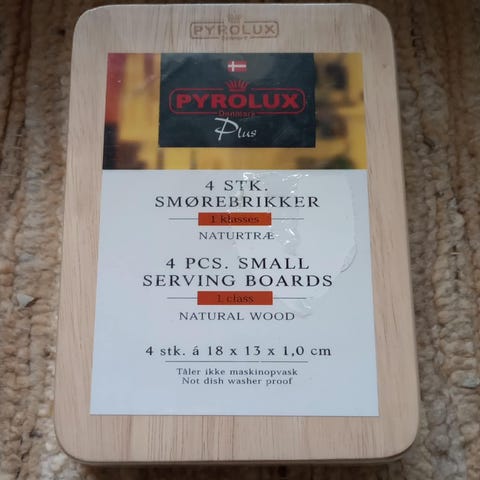 PYROLUX
PYROLUX
Danmark
Plus
4 STK.
SMØREBRIKKER
1 klasses
NATURTRÆ
4 PCS. SMALL
SERVING BOARDS
1 class
NATURAL WOOD
4 stk. á 18 x 13 x 1,0 cm
Tåler ikke maskinopvask
Not dish washer proof